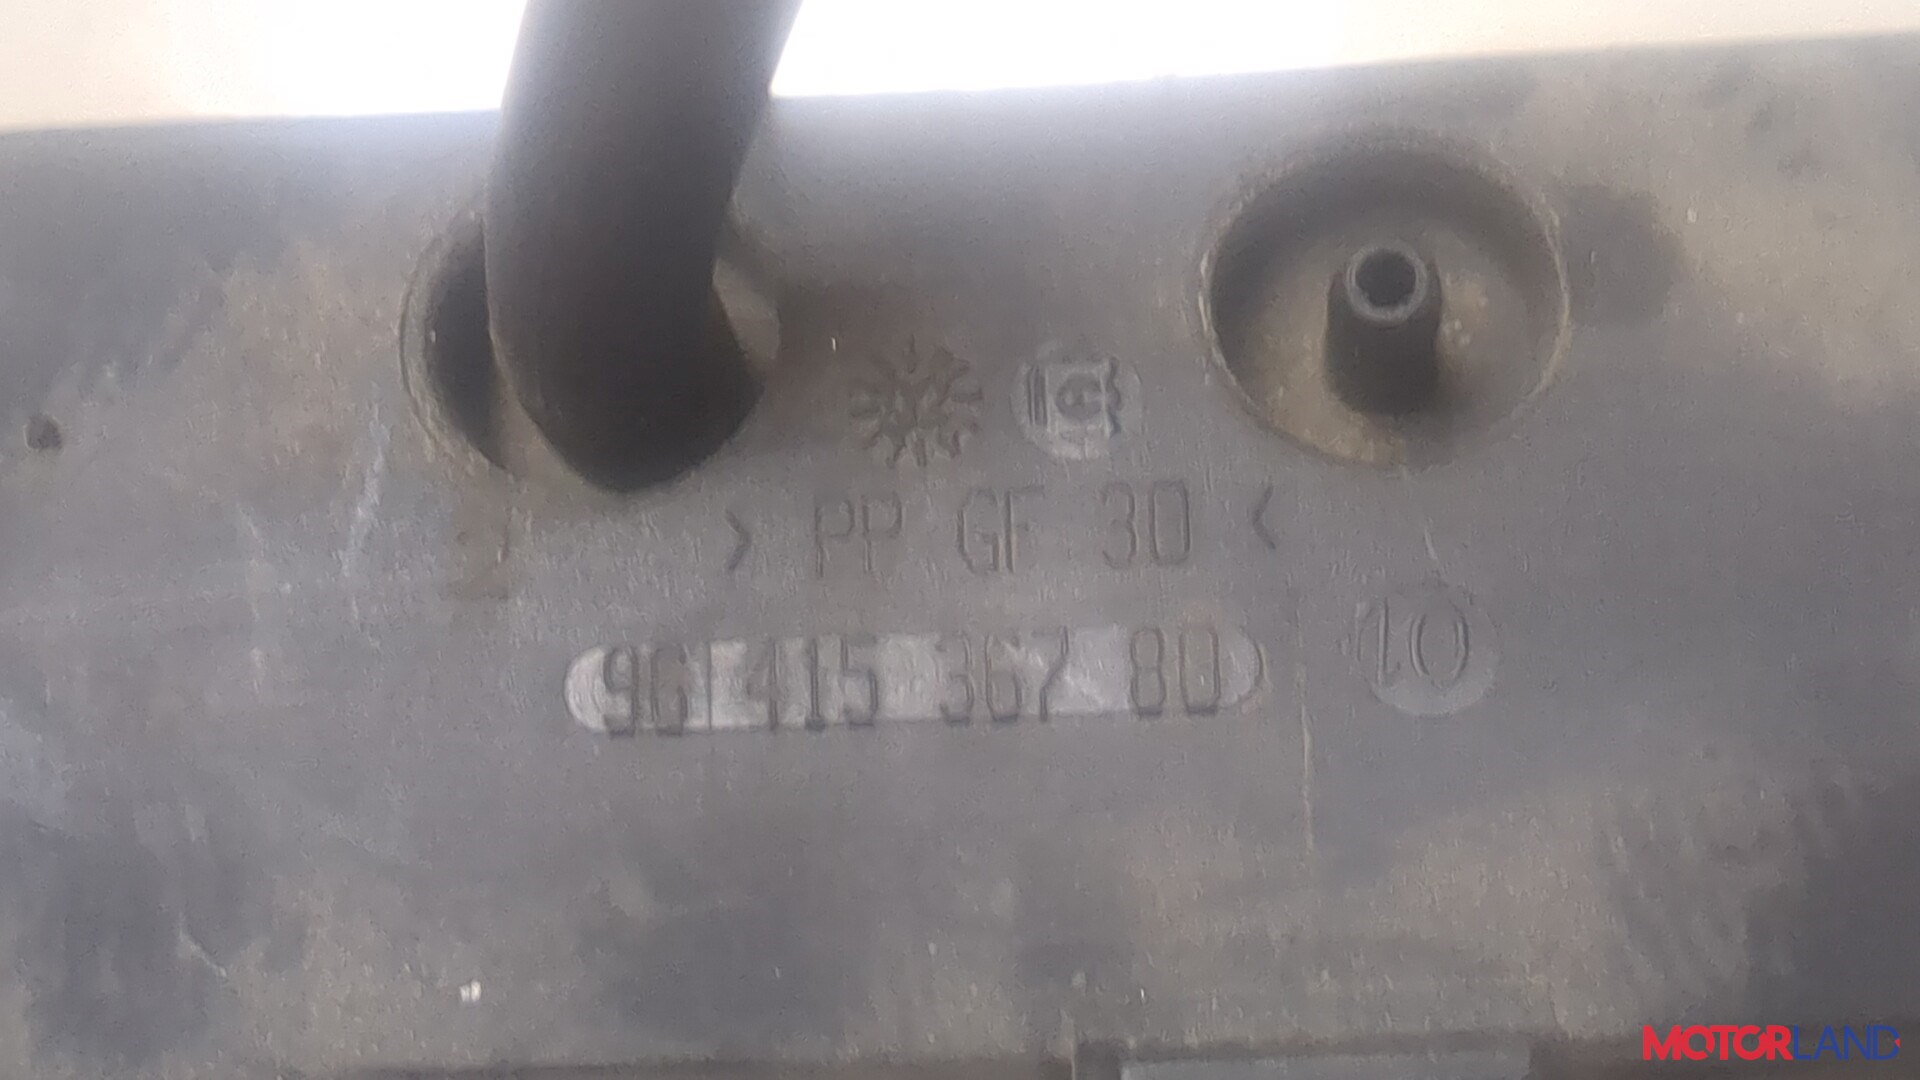 >PP GF 30<
96 415 367 80
10
MOTORLAND